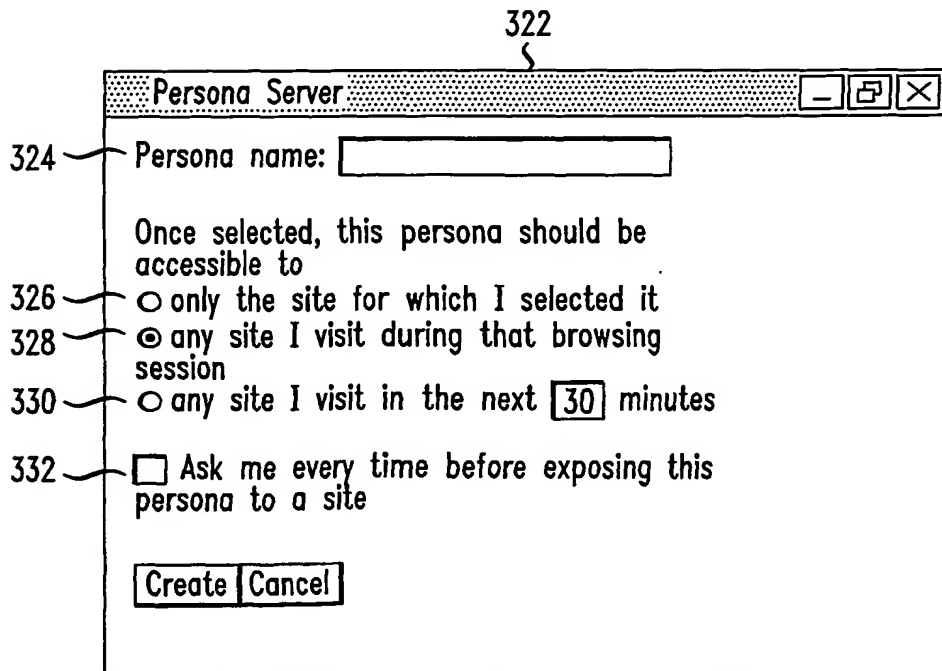 322
Persona Server
324 Persona name:
Once selected, this persona should be
accessible to
326 only the site for which I selected it
328 any site I visit during that browsing
session
330 any site I visit in the next 30 minutes
332 Ask me every time before exposing this
persona to a site
Create Cancel